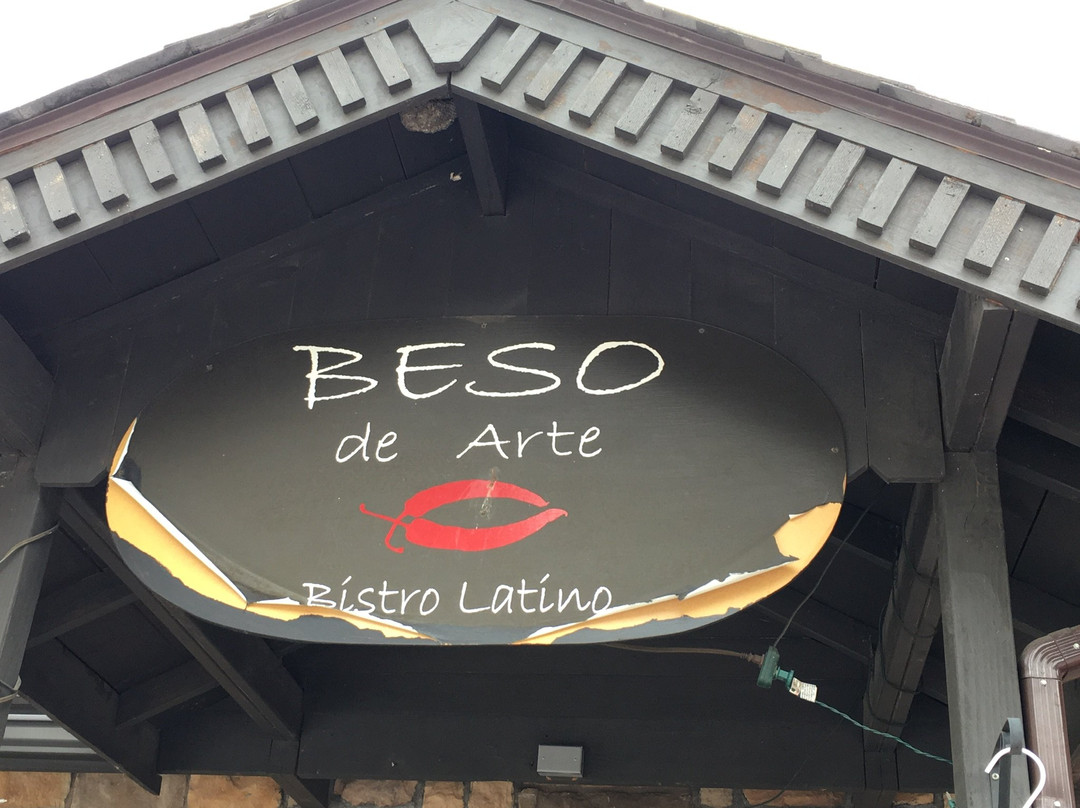 BESO
de Arte
Bistro Latino